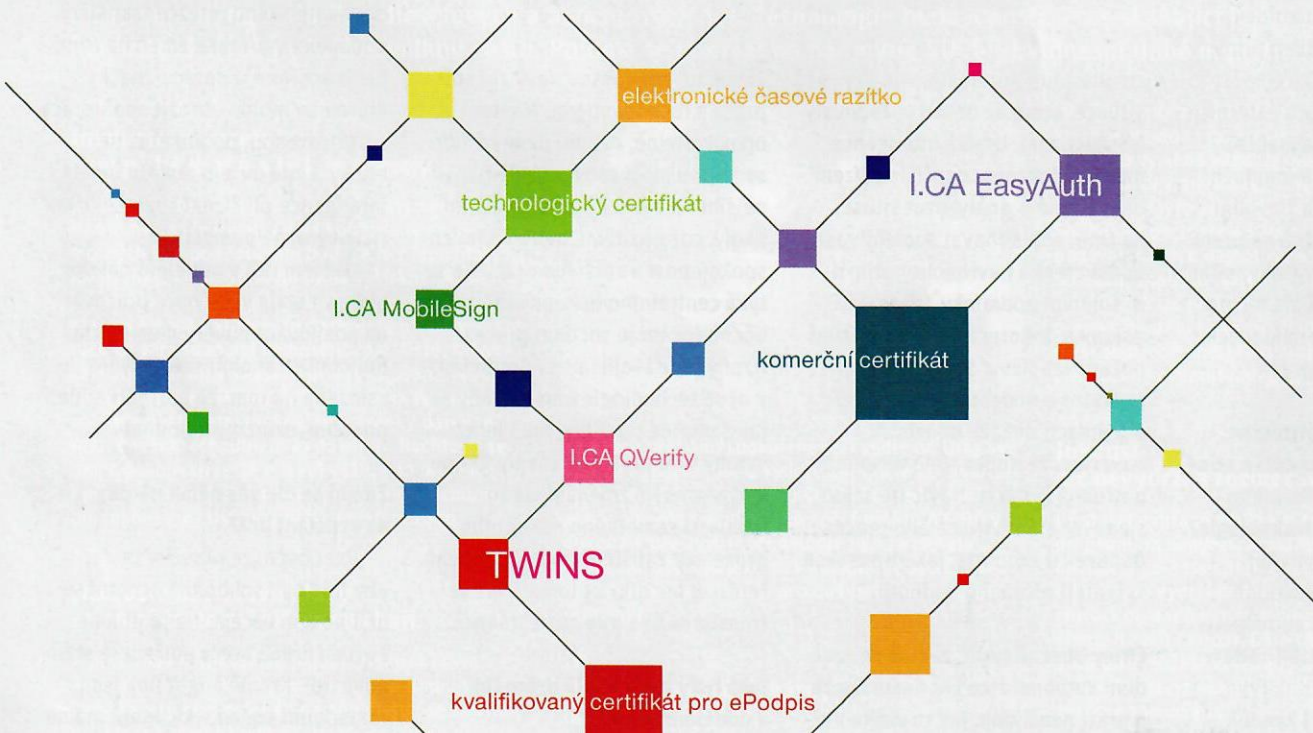 elektronické časové razítko
I.CA EasyAuth
technologický certifikát
I.CA MobileSign
komerční certifikát
I.CA QVerify
TWINS
kvalifikovaný certifikát pro ePodpis